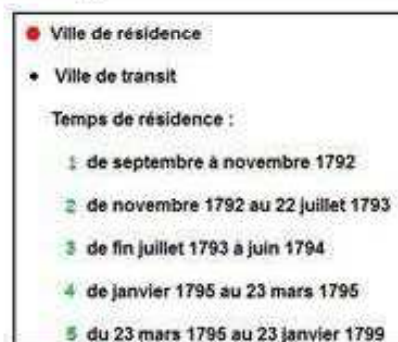 Ville de résidence
Ville de transit
Temps de résidence :
1 de septembre à novembre 1792
2 de novembre 1792 au 22 juillet 1793
3 de fin juillet 1793 à juin 1794
4 de janvier 1795 au 23 mars 1795
5 du 23 mars 1795 au 23 janvier 1799